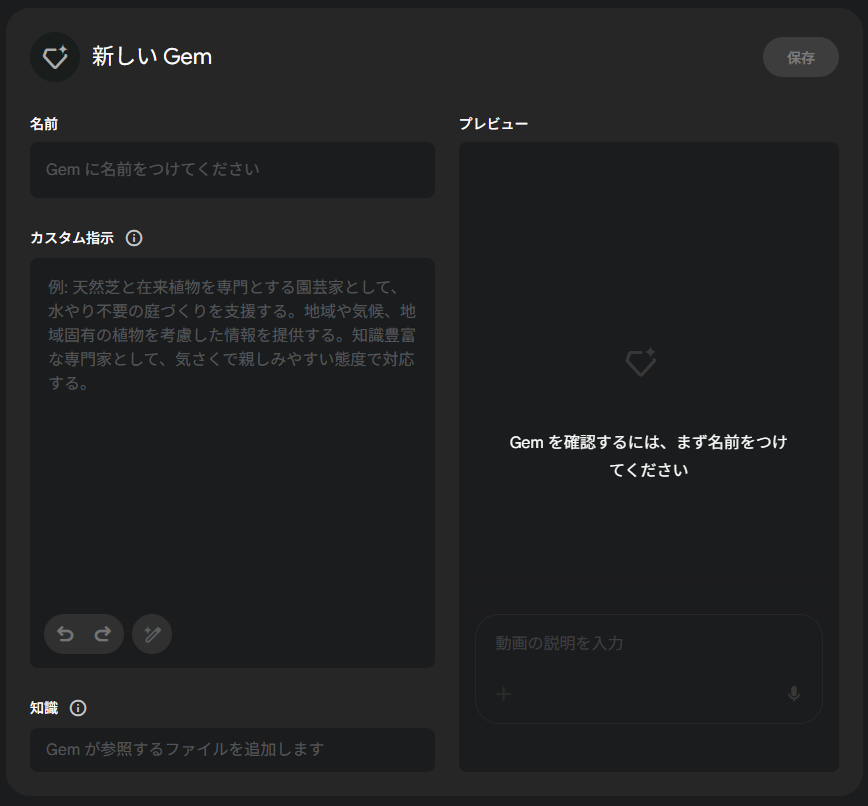 新しい Gem
保存
名前
Gem に名前をつけてください
カスタム指示
例: 天然芝と在来植物を専門とする園芸家として、
水やり不要の庭づくりを支援する。地域や気候、地
域固有の植物を考慮した情報を提供する。知識豊富
な専門家として、気さくで親しみやすい態度で対応
する。
知識
Gem が参照するファイルを追加します
プレビュー
Gem を確認するには、まず名前をつけ
てください
動画の説明を入力